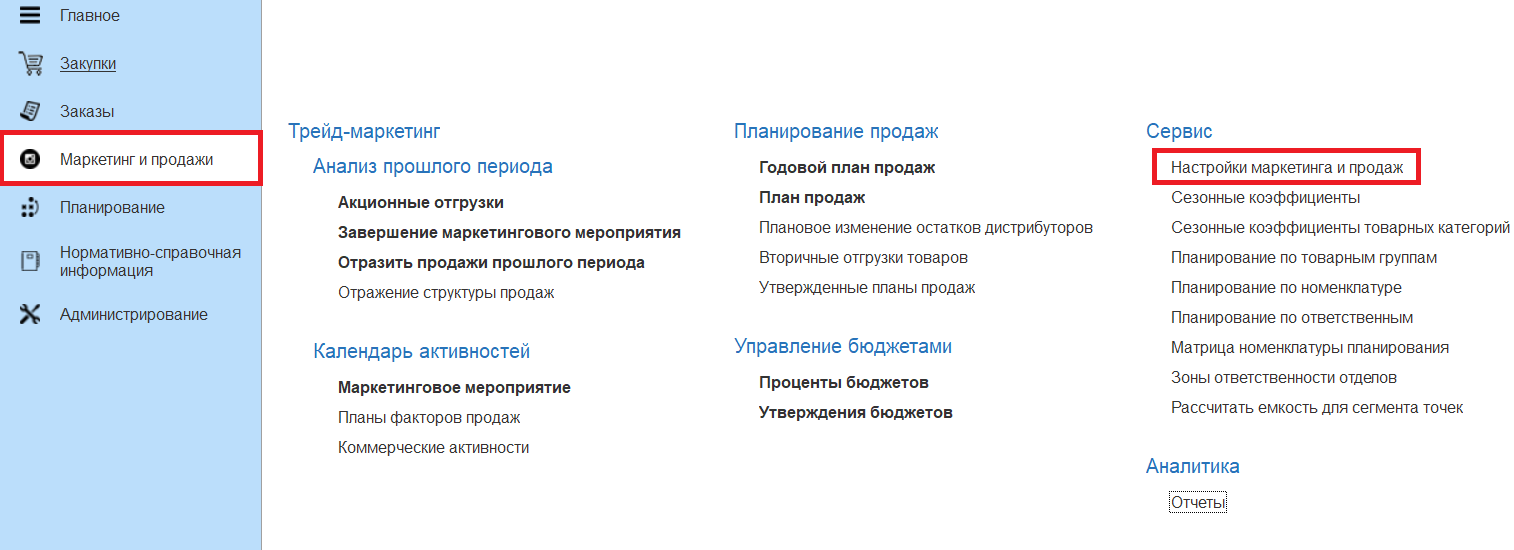 Главное
Закупки
Заказы
Маркетинг и продажи
Планирование
Нормативно-справочная
информация
Администрирование
Трейд-маркетинг
Анализ прошлого периода
Акционные отгрузки
Завершение маркетингового мероприятия
Отразить продажи прошлого периода
Отражение структуры продаж
Календарь активностей
Маркетинговое мероприятие
Планы факторов продаж
Коммерческие активности
Планирование продаж
Годовой план продаж
План продаж
Плановое изменение остатков дистрибуторов
Вторичные отгрузки товаров
Утвержденные планы продаж
Управление бюджетами
Проценты бюджетов
Утверждения бюджетов
Сервис
Настройки маркетинга и продаж
Сезонные коэффициенты
Сезонные коэффициенты товарных категорий
Планирование по товарным группам
Планирование по номенклатуре
Планирование по ответственным
Матрица номенклатуры планирования
Зоны ответственности отделов
Рассчитать емкость для сегмента точек
Аналитика
Отчеты